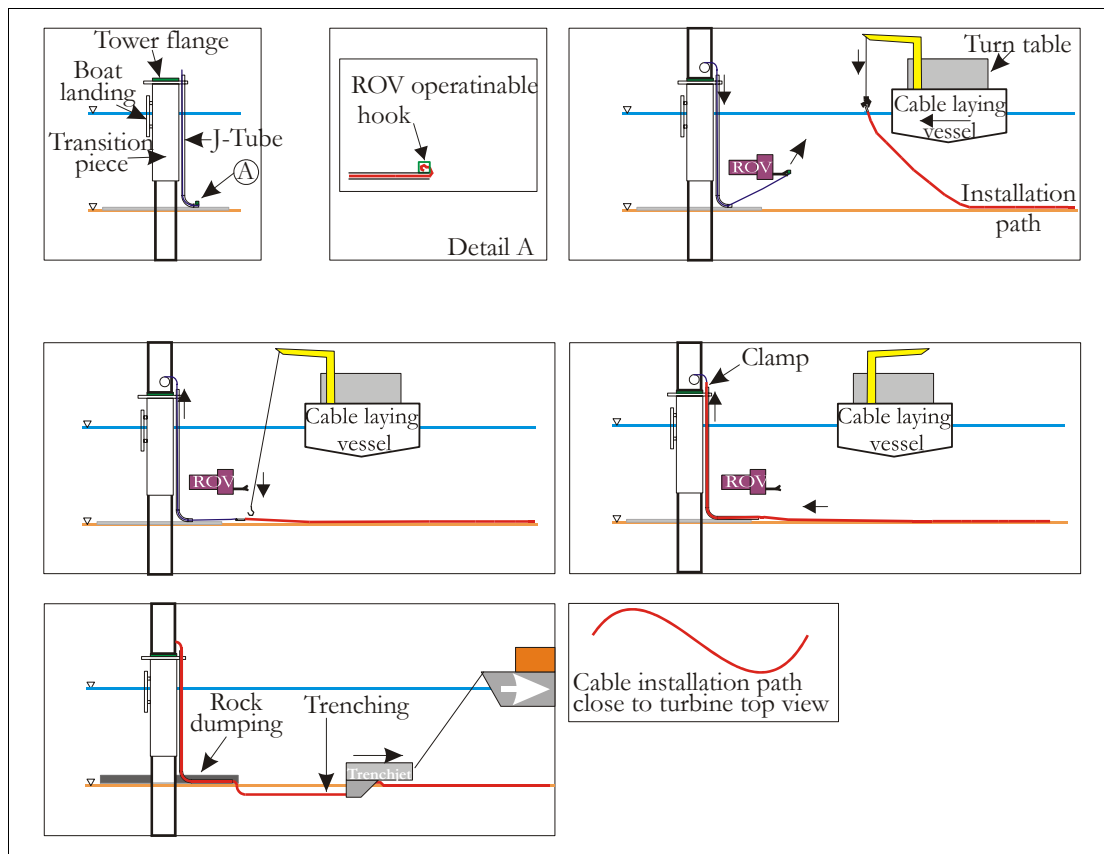 Tower flange
Boat
landing
Transition
piece
J-Tube
A
ROV operatinable
hook
Detail A
Turn table
Cable laying
vessel
ROV
Installation
path
Cable laying
vessel
ROV
Clamp
Cable laying
vessel
ROV
Rock
dumping
Trenching
Trenchjet
Cable installation path
close to turbine top view